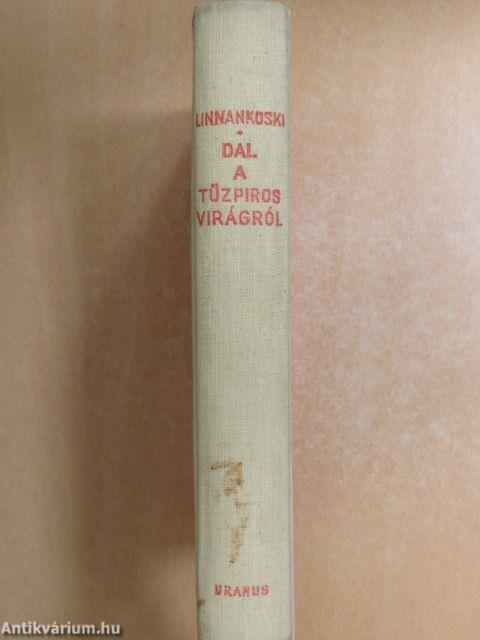 LINNANKOSKI
•
DAL
A
TŰZPIROS
VIRÁGRÓL
URANUS
Antikvárium.hu